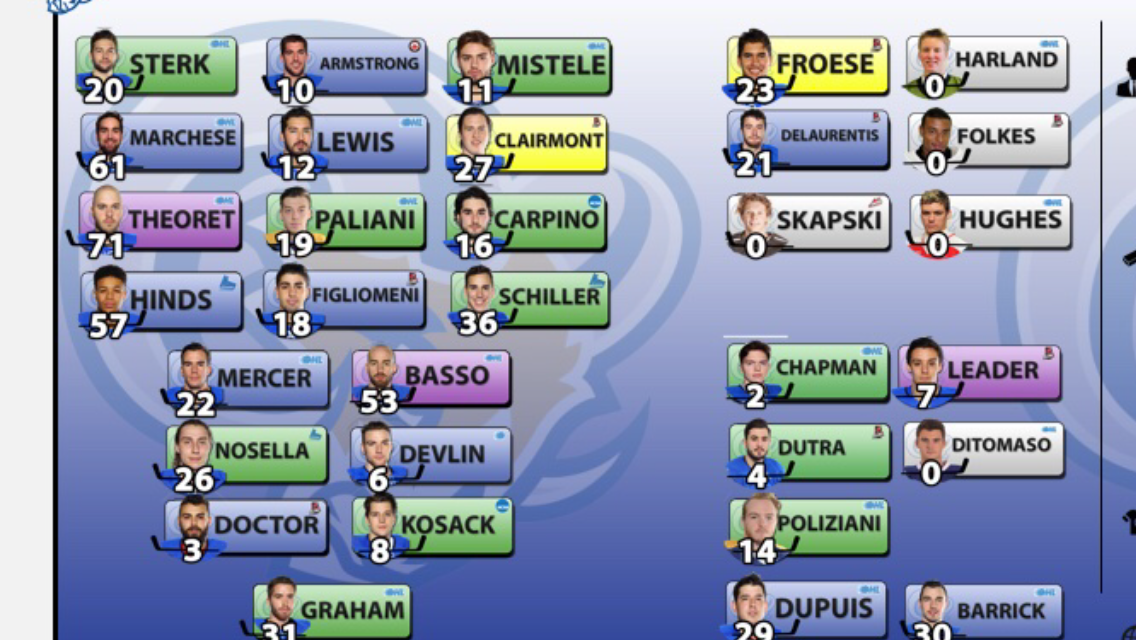 STERK
20
ARMSTRONG
10
MISTELE
11
FROESE
23
HARLAND
0
MARCHESE
61
LEWIS
12
CLAIRMONT
27
DELAURENTIS
21
FOLKES
0
THEORET
71
PALIANI
19
CARPINO
16
SKAPSKI
0
HUGHES
0
HINDS
57
FIGLIOMENI
18
SCHILLER
36
MERCER
22
BASSO
53
CHAPMAN
2
LEADER
7
NOSELLA
26
DEVLIN
6
DUTRA
4
DITOMASO
0
DOCTOR
3
KOSACK
8
POLIZIANI
14
GRAHAM
31
DUPUIS
29
BARRICK
30